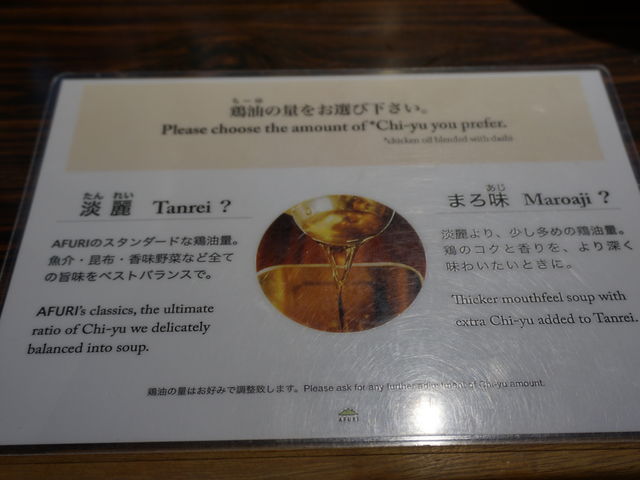 ちーゆ
鶏油の量をお選び下さい。
Please choose the amount of *Chi-yu you prefer.
*chicken oil blended with dashi
たん れい
淡麗 Tanrei ?
AFURIのスタンダードな鶏油量。
魚介・昆布・香味野菜など全て
の旨味をベストバランスで。
AFURI's classics, the ultimate
ratio of Chi-yu we delicately
balanced into soup.
あじ
まろ味 Maroaji ?
淡麗より、少し多めの鶏油量。
鶏のコクと香りを、より深く
味わいたいときに。
Thicker mouthfeel soup with
extra Chi-yu added to Tanrei.
鶏油の量はお好みで調整致します。Please ask for any further adjustment of Chi-yu amount.
AFURI